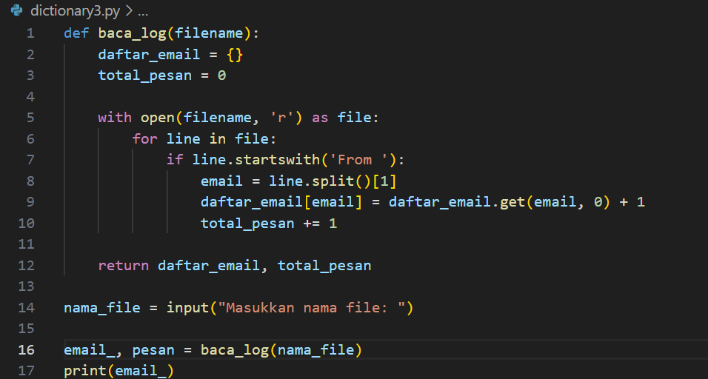 dictionary3.py > ...
1 def baca_log(filename):
2     daftar_email = {}
3     total_pesan = 0
4
5     with open(filename, 'r') as file:
6         for line in file:
7             if line.startswith('From '):
8                 email = line.split()[1]
9                 daftar_email[email] = daftar_email.get(email, 0) + 1
10                 total_pesan += 1
11
12     return daftar_email, total_pesan
13
14 nama_file = input("Masukkan nama file: ")
15
16 email_, pesan = baca_log(nama_file)
17 print(email_)